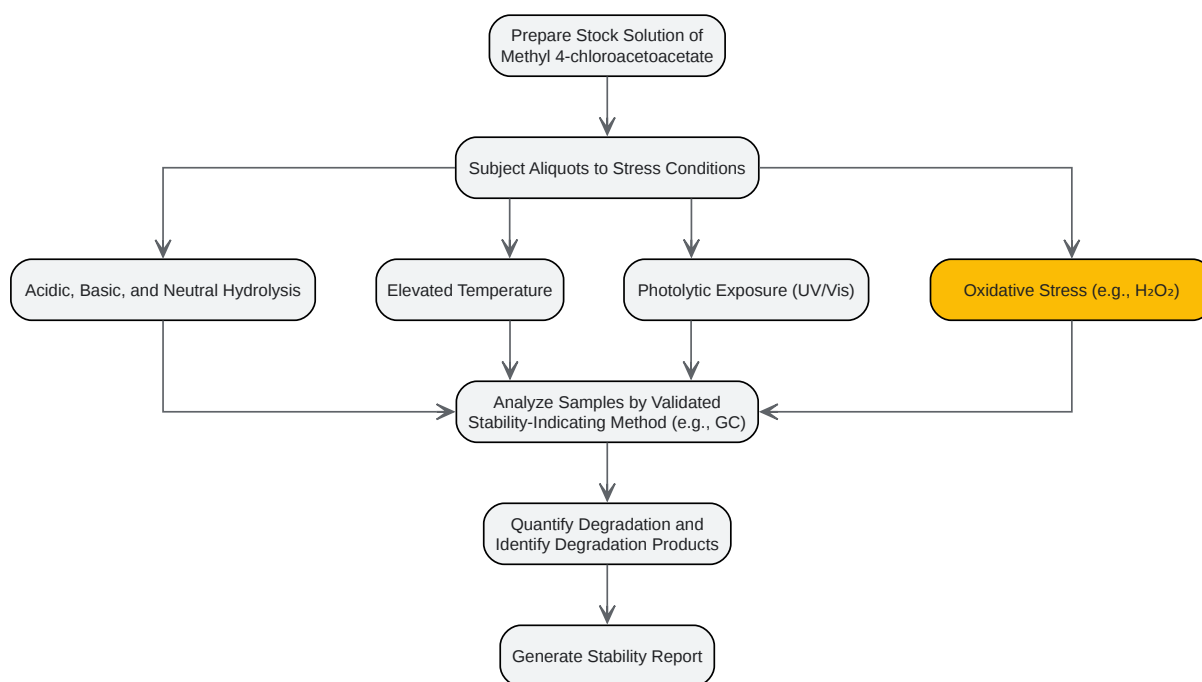 Prepare Stock Solution of
Methyl 4-chloroacetoacetate
Subject Aliquots to Stress Conditions
Acidic, Basic, and Neutral Hydrolysis
Elevated Temperature
Photolytic Exposure (UV/Vis)
Oxidative Stress (e.g., H₂O₂)
Analyze Samples by Validated
Stability-Indicating Method (e.g., GC)
Quantify Degradation and
Identify Degradation Products
Generate Stability Report